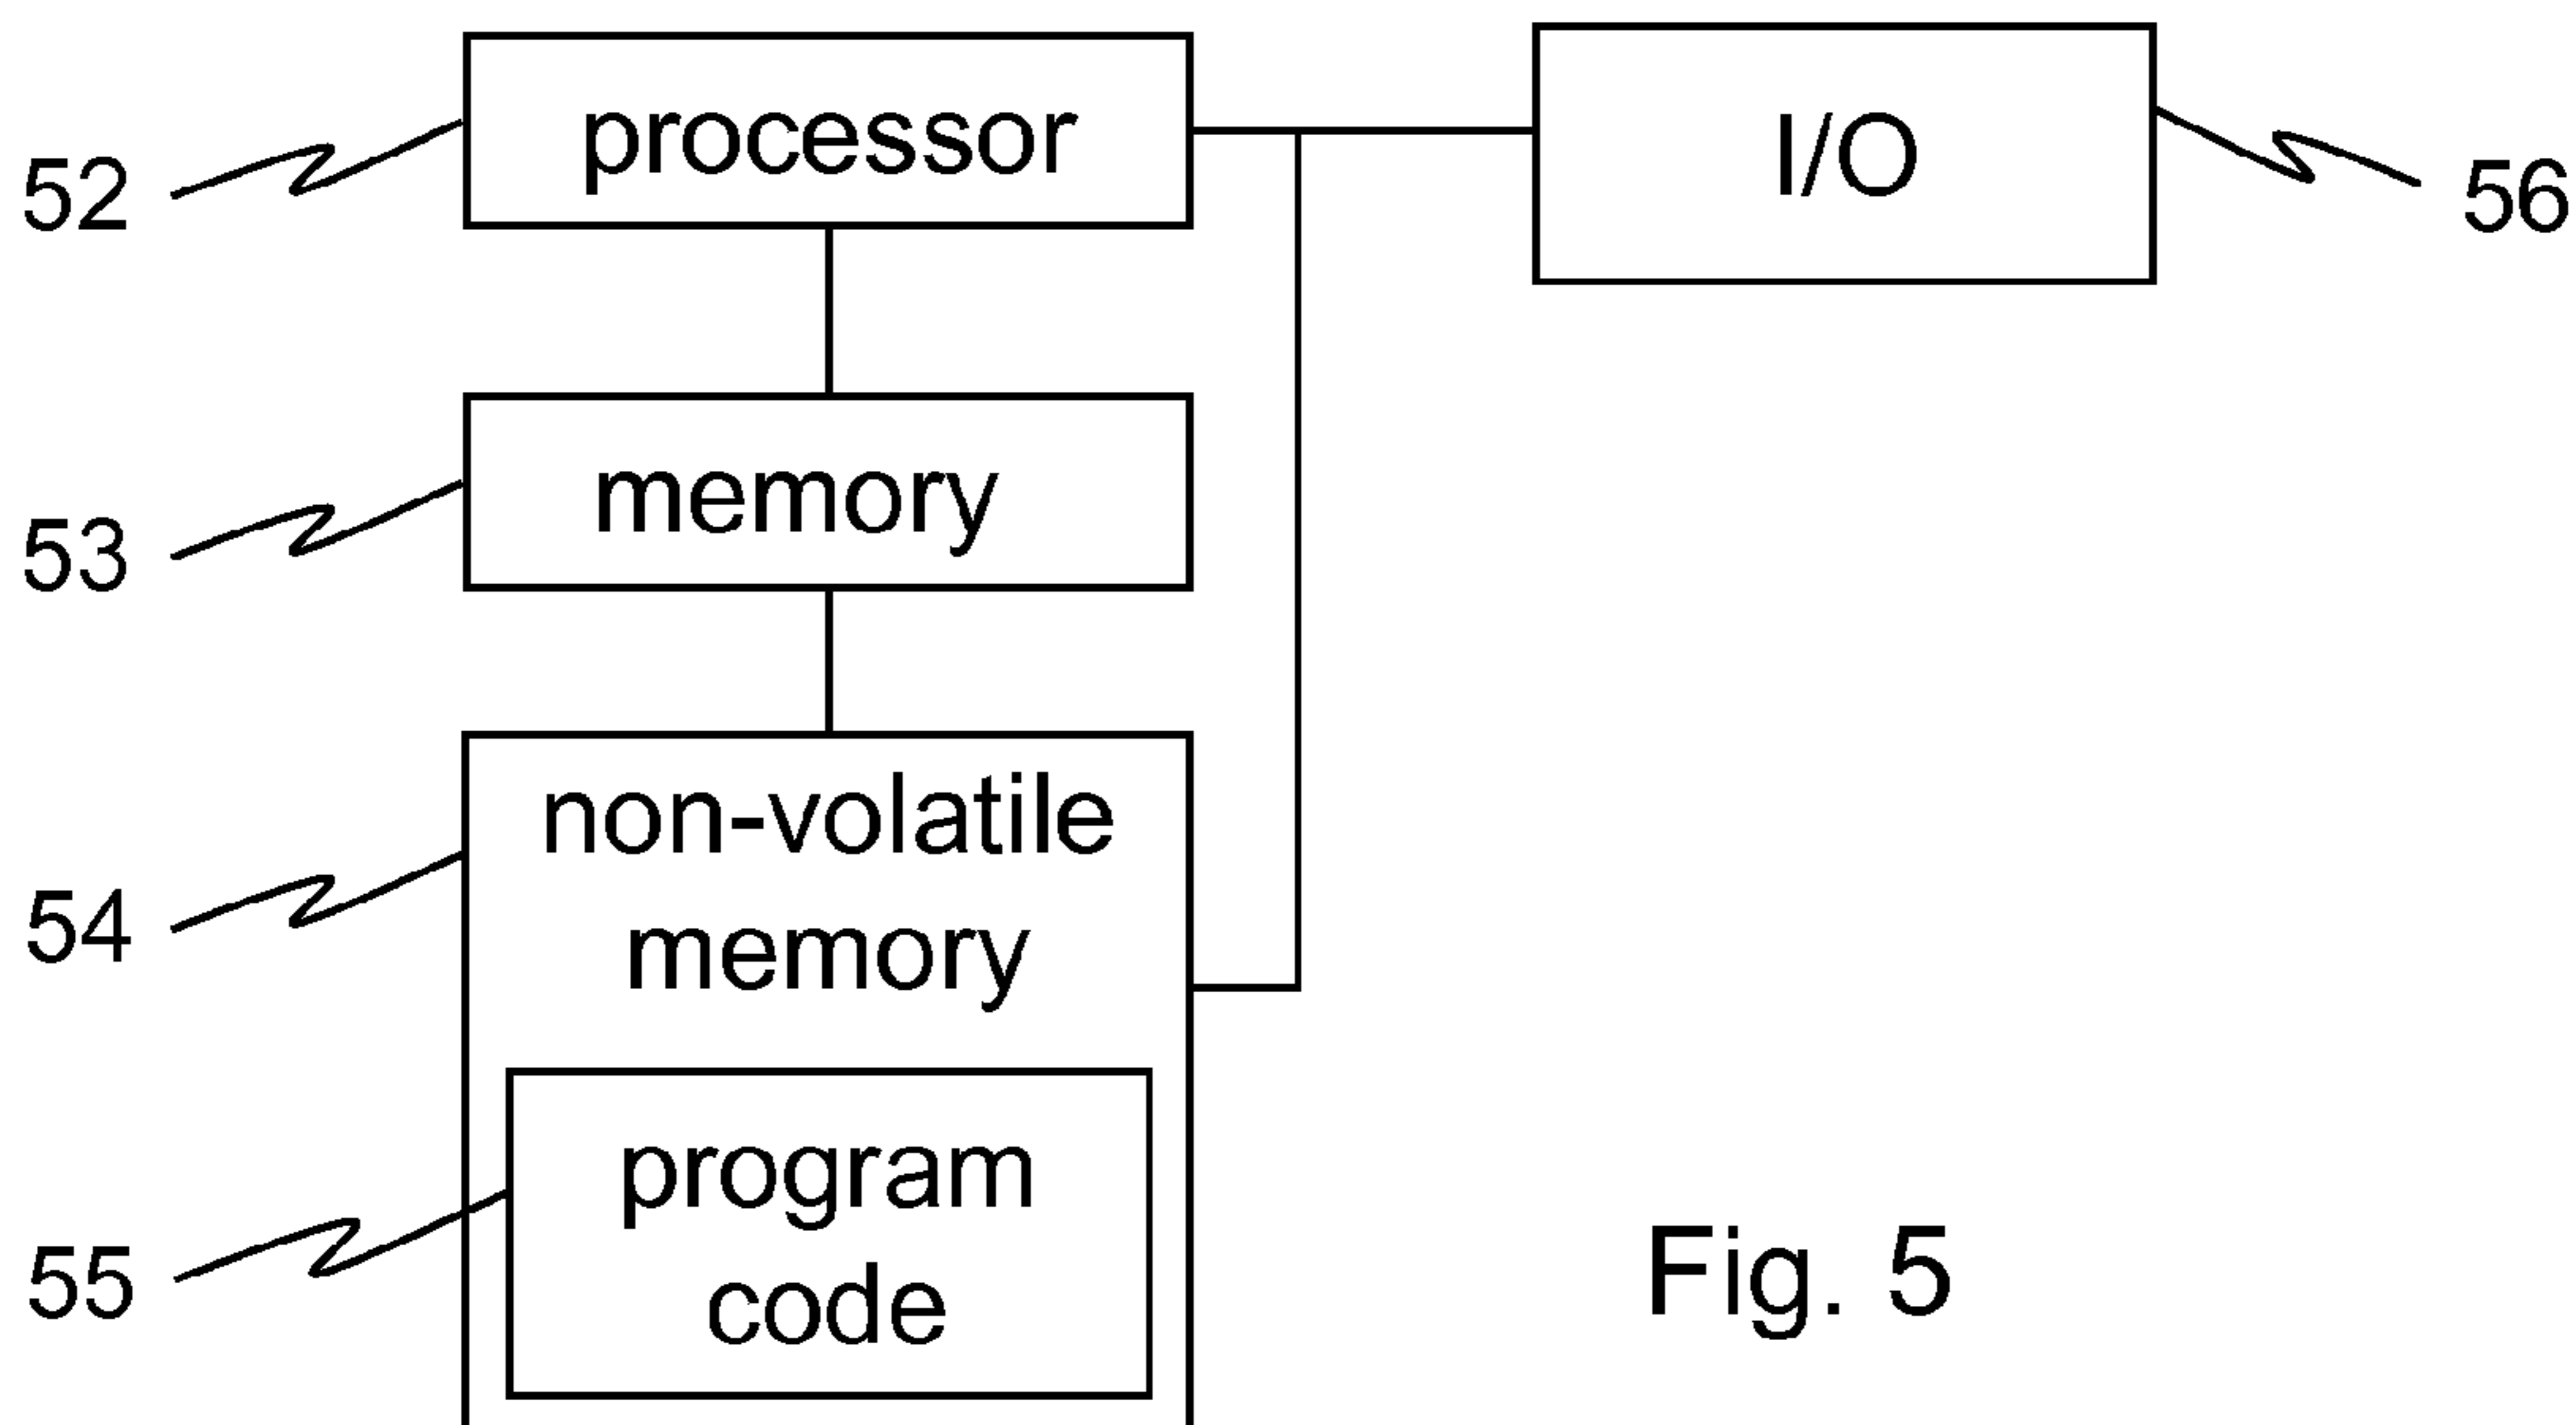 52
processor
I/O
56
53
memory
54
non-volatile
memory
55
program
code
Fig. 5